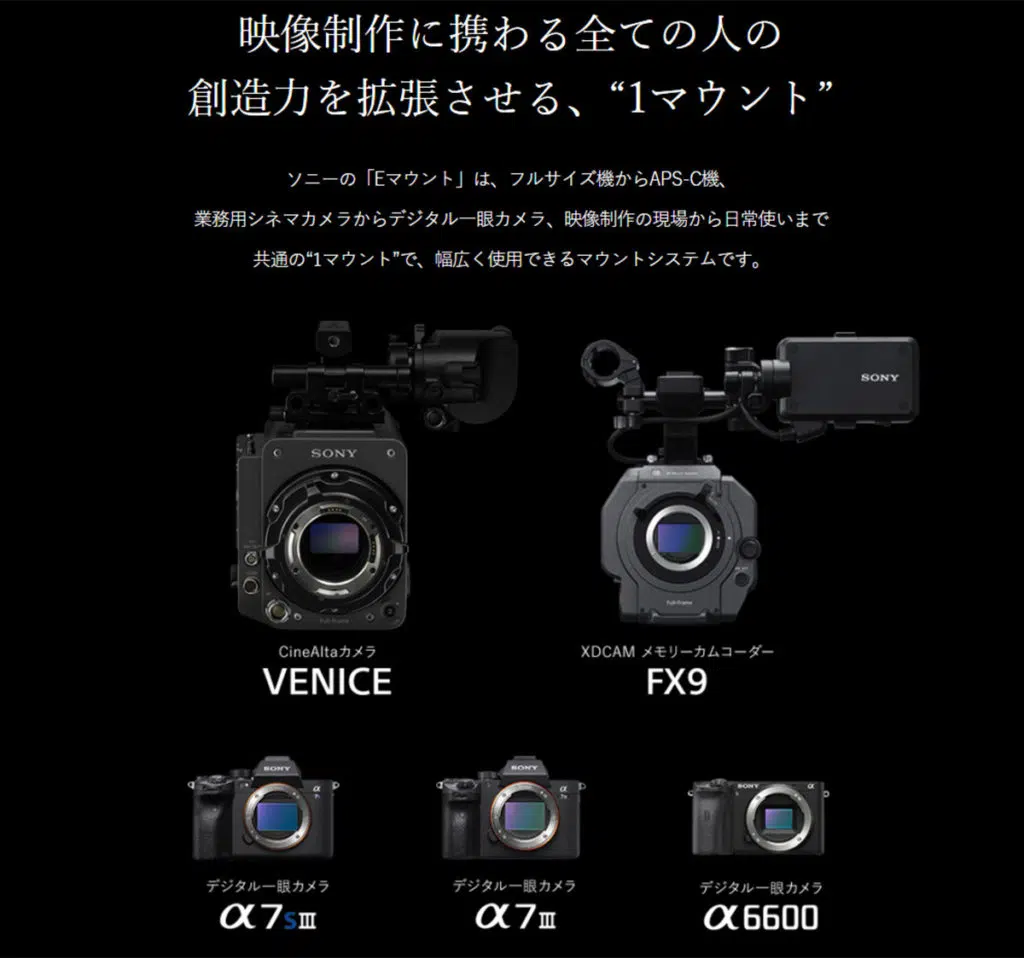 映像制作に携わる全ての人の
創造力を拡張させる、“1マウント”
ソニーの「Eマウント」は、フルサイズ機からAPS-C機、
業務用シネマカメラからデジタル一眼カメラ、映像制作の現場から日常使いまで
共通の“1マウント”で、幅広く使用できるマウントシステムです。
SONY
SONY
Full-Frame
Full-Frame
CineAltaカメラ
VENICE
XDCAM メモリーカムコーダー
FX9
SONY
α
7S
SONY
α
7III
SONY
α
デジタル一眼カメラ
α7SIII
デジタル一眼カメラ
α7III
デジタル一眼カメラ
α6600